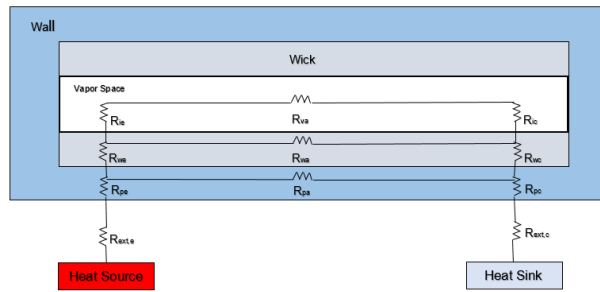 Wall
Wick
Vapor Space
Rie
Rva
Ric
Rwe
Rwa
Rwc
Rpe
Rpa
Rpc
Rext,e
Rext,c
Heat Source
Heat Sink